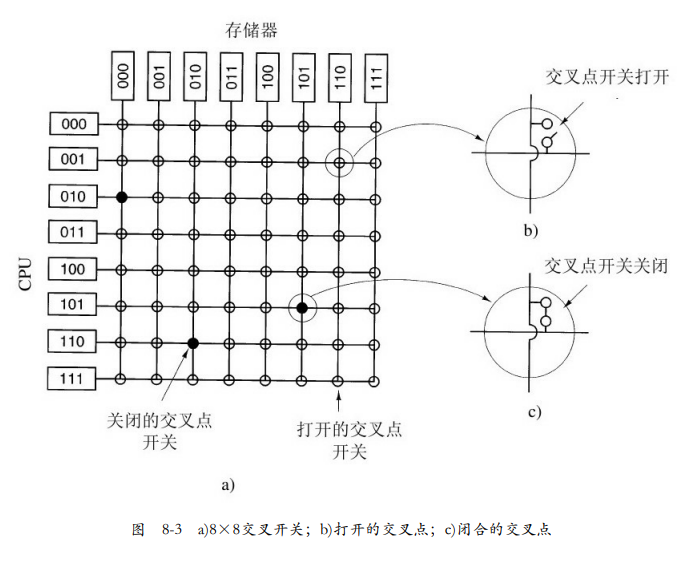 存储器
000 001 010 011 100 101 110 111
CPU
000
001
010
011
100
101
110
111
交叉点开关打开
b)
交叉点开关关闭
c)
关闭的交叉点
开关
打开的交叉点
开关
a)
图 8-3 a)8×8交叉开关；b)打开的交叉点；c)闭合的交叉点